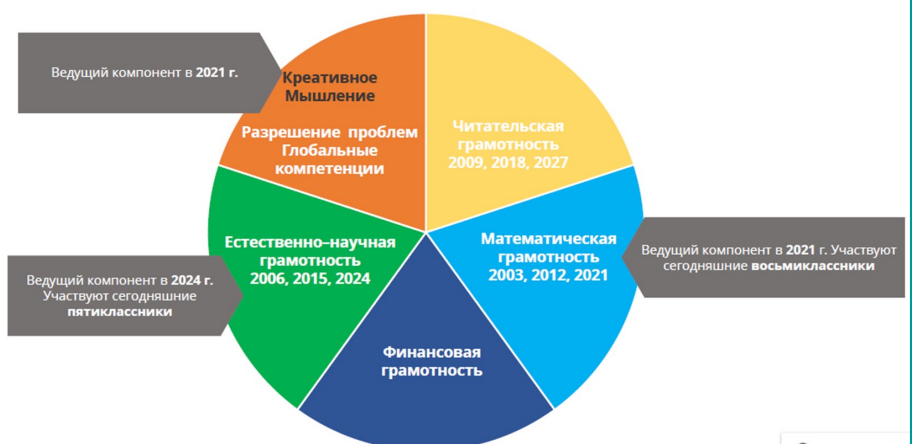 Ведущий компонент в 2021 г.
Креативное
Мышление
Разрешение проблем
Глобальные
компетенции
Читательская
грамотность
2009, 2018, 2027
Естественно-научная
грамотность
2006, 2015, 2024
Математическая
грамотность
2003, 2012, 2021
Ведущий компонент в 2021 г. Участвуют
сегодняшние восьмиклассники
Ведущий компонент в 2024 г.
Участвуют сегодняшние
пятиклассники
Финансовая
грамотность